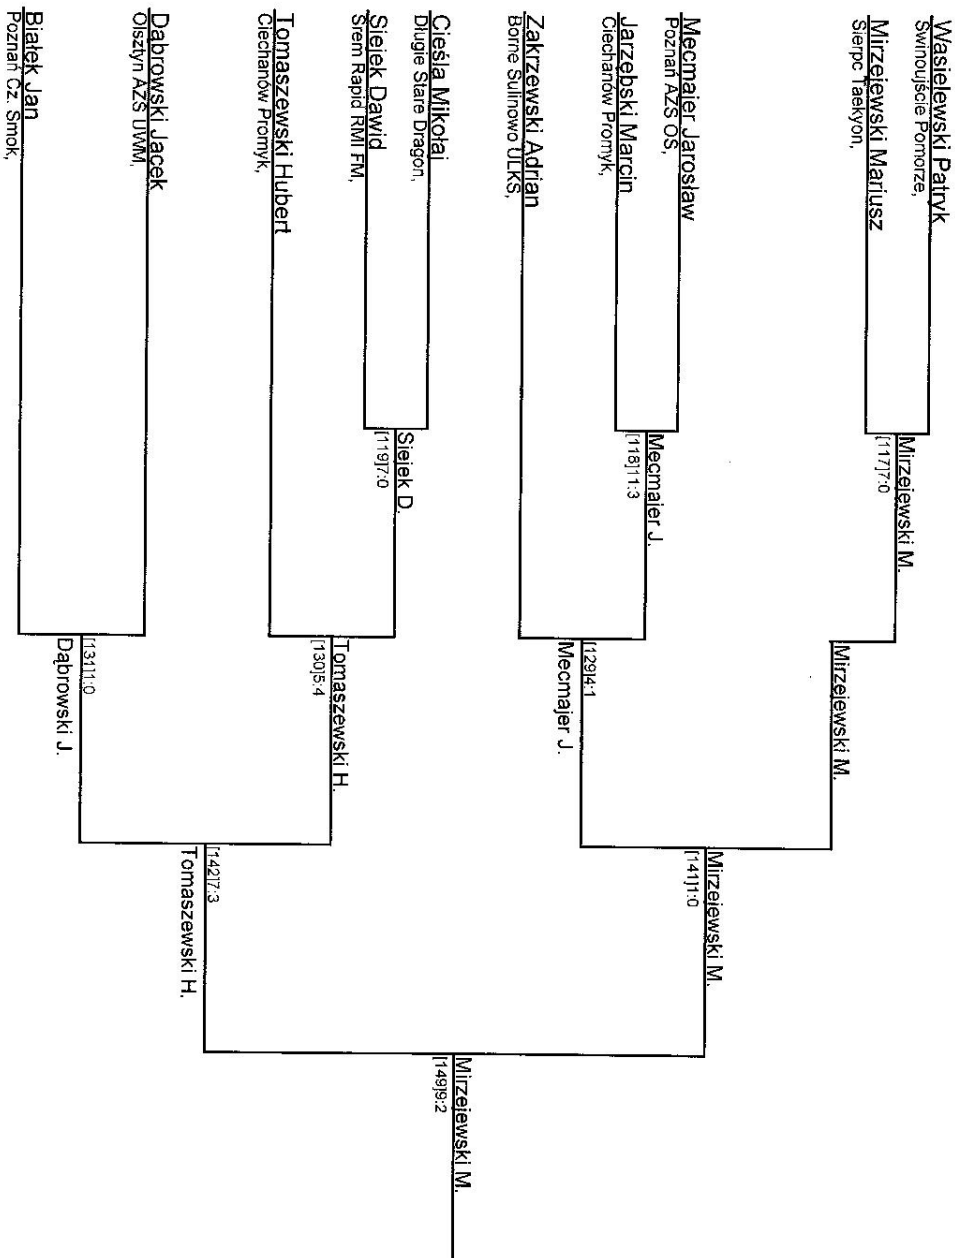 Wasielewski Patryk
Świnoujście Pomorze,
Mirzejewski Mariusz
Sierpc Taekyon,
Mecmajer Jarosław
Poznań AZS OŚ,
Jarzębski Marcin
Ciechanów Promyk,
Zakrzewski Adrian
Borne Sulinowo ULKS,
Cieśla Mikołaj
Długie Stare Dragon,
Siejek Dawid
Śrem Rapid RMI FM,
Tomaszewski Hubert
Ciechanów Promyk,
Dąbrowski Jacek
Olsztyn AZS UWM,
Białek Jan
Poznań Cz. Smok,
Mirzejewski M.
[117]7:0
Mecmajer J.
[118]11:3
Siejek D.
[119]7:0
Mirzejewski M.
[129]4:1
Mecmajer J.
Tomaszewski H.
[130]5:4
[131]1:0
Dąbrowski J.
Mirzejewski M.
[141]1:0
[142]7:3
Tomaszewski H.
Mirzejewski M.
[149]9:2